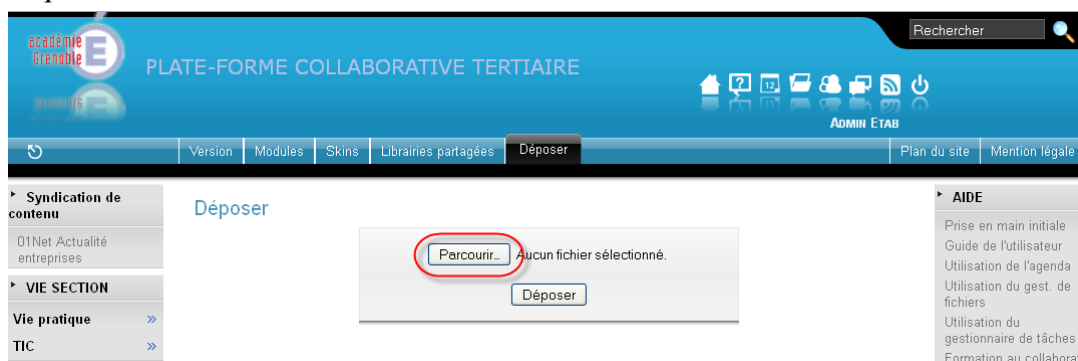 Rechercher
académie
Grenoble
PLATE-FORME COLLABORATIVE TERTIAIRE
ADMIN ETAB
Version Modules Skins Librairies partagées Déposer Plan du site Mention légale
Syndication de
contenu
01Net Actualité
entreprises
VIE SECTION
Vie pratique »
TIC »
Déposer
Parcourir... Aucun fichier sélectionné.
Déposer
AIDE
Prise en main initiale
Guide de l'utilisateur
Utilisation de l'agenda
Utilisation du gest. de
fichiers
Utilisation du
gestionnaire de tâches